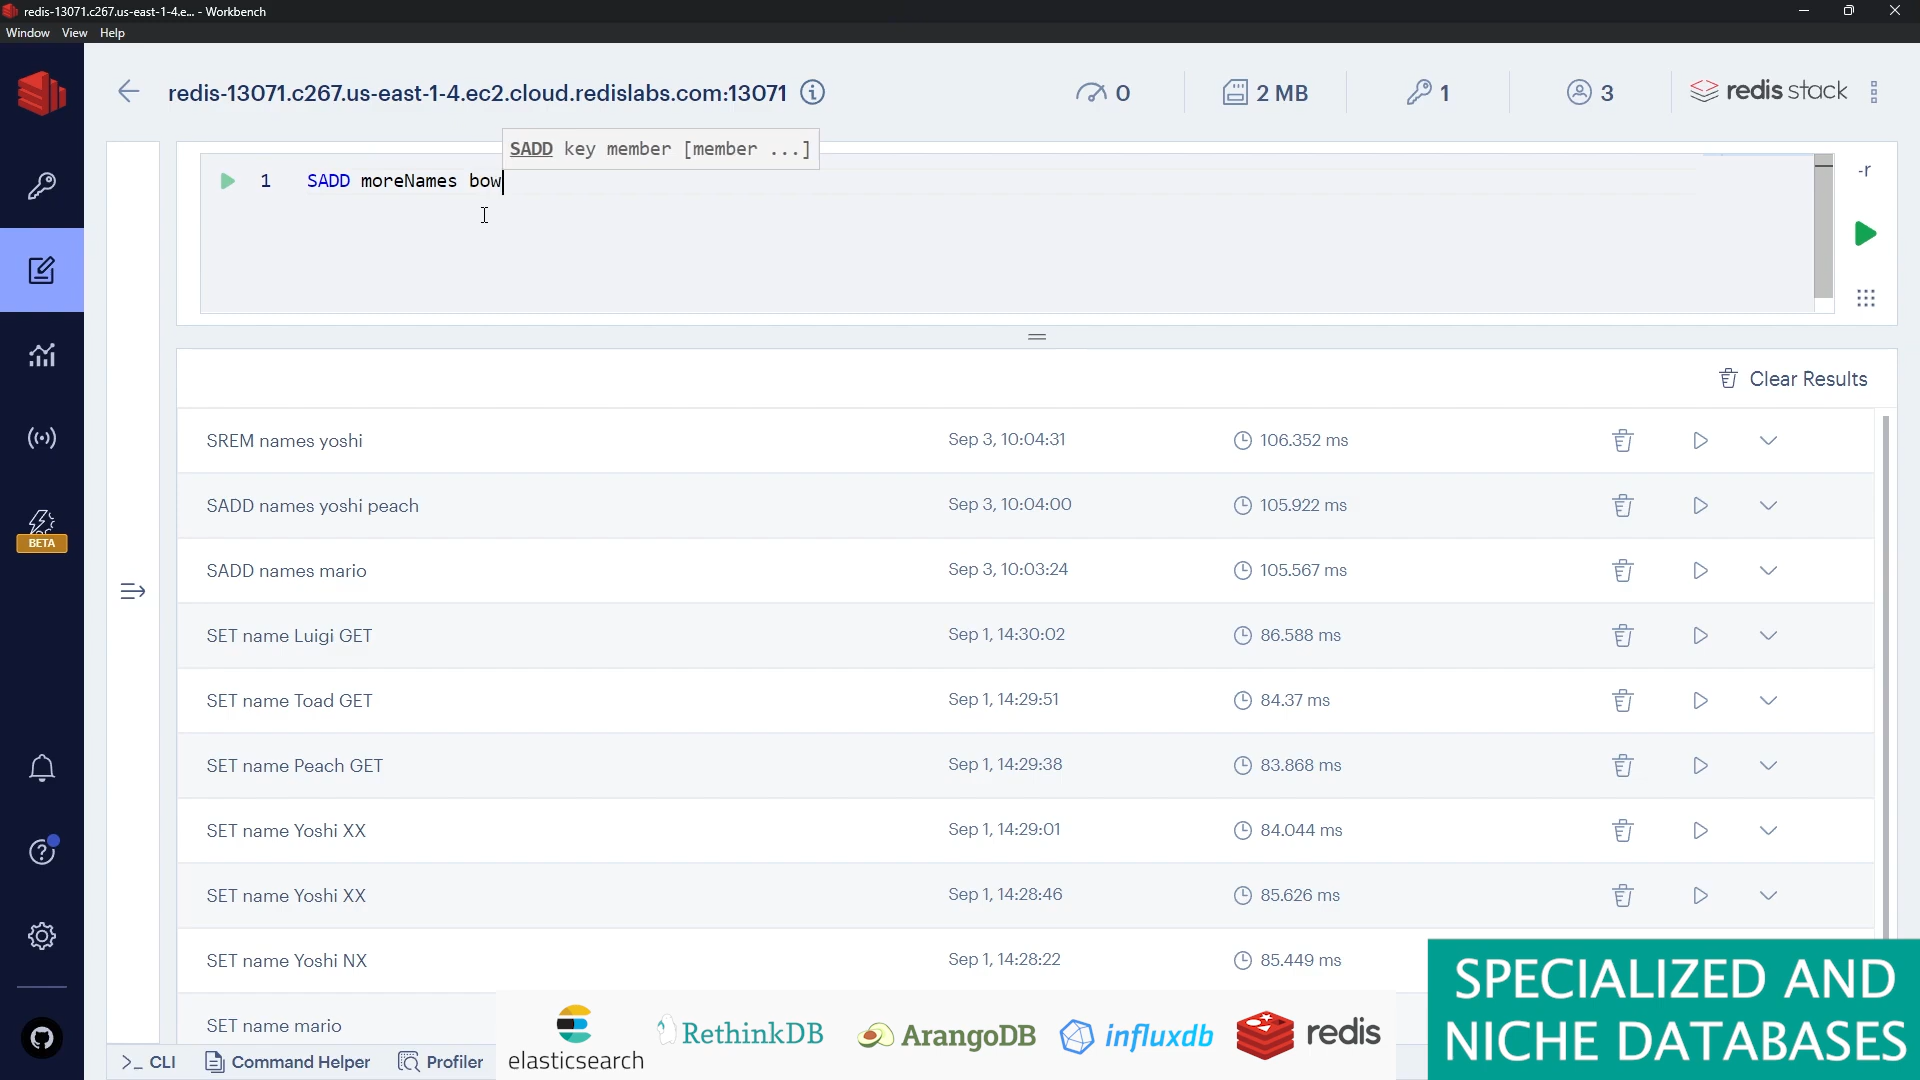 redis-13071.c267.us-east-1-4.e... - Workbench
Window View Help
redis-13071.c267.us-east-1-4.ec2.cloud.redislabs.com:13071
0
2 MB
1
3
redis stack
SADD key member [member ...]
1 SADD moreNames bow
-r
Clear Results
SREM names yoshi Sep 3, 10:04:31 106.352 ms
SADD names yoshi peach Sep 3, 10:04:00 105.922 ms
SADD names mario Sep 3, 10:03:24 105.567 ms
SET name Luigi GET Sep 1, 14:30:02 86.588 ms
SET name Toad GET Sep 1, 14:29:51 84.37 ms
SET name Peach GET Sep 1, 14:29:38 83.868 ms
SET name Yoshi XX Sep 1, 14:29:01 84.044 ms
SET name Yoshi XX Sep 1, 14:28:46 85.626 ms
SET name Yoshi NX Sep 1, 14:28:22 85.449 ms
SET name mario
BETA
>_ CLI Command Helper Profiler
elasticsearch
RethinkDB
ArangoDB
influxdb
redis
SPECIALIZED AND
NICHE DATABASES